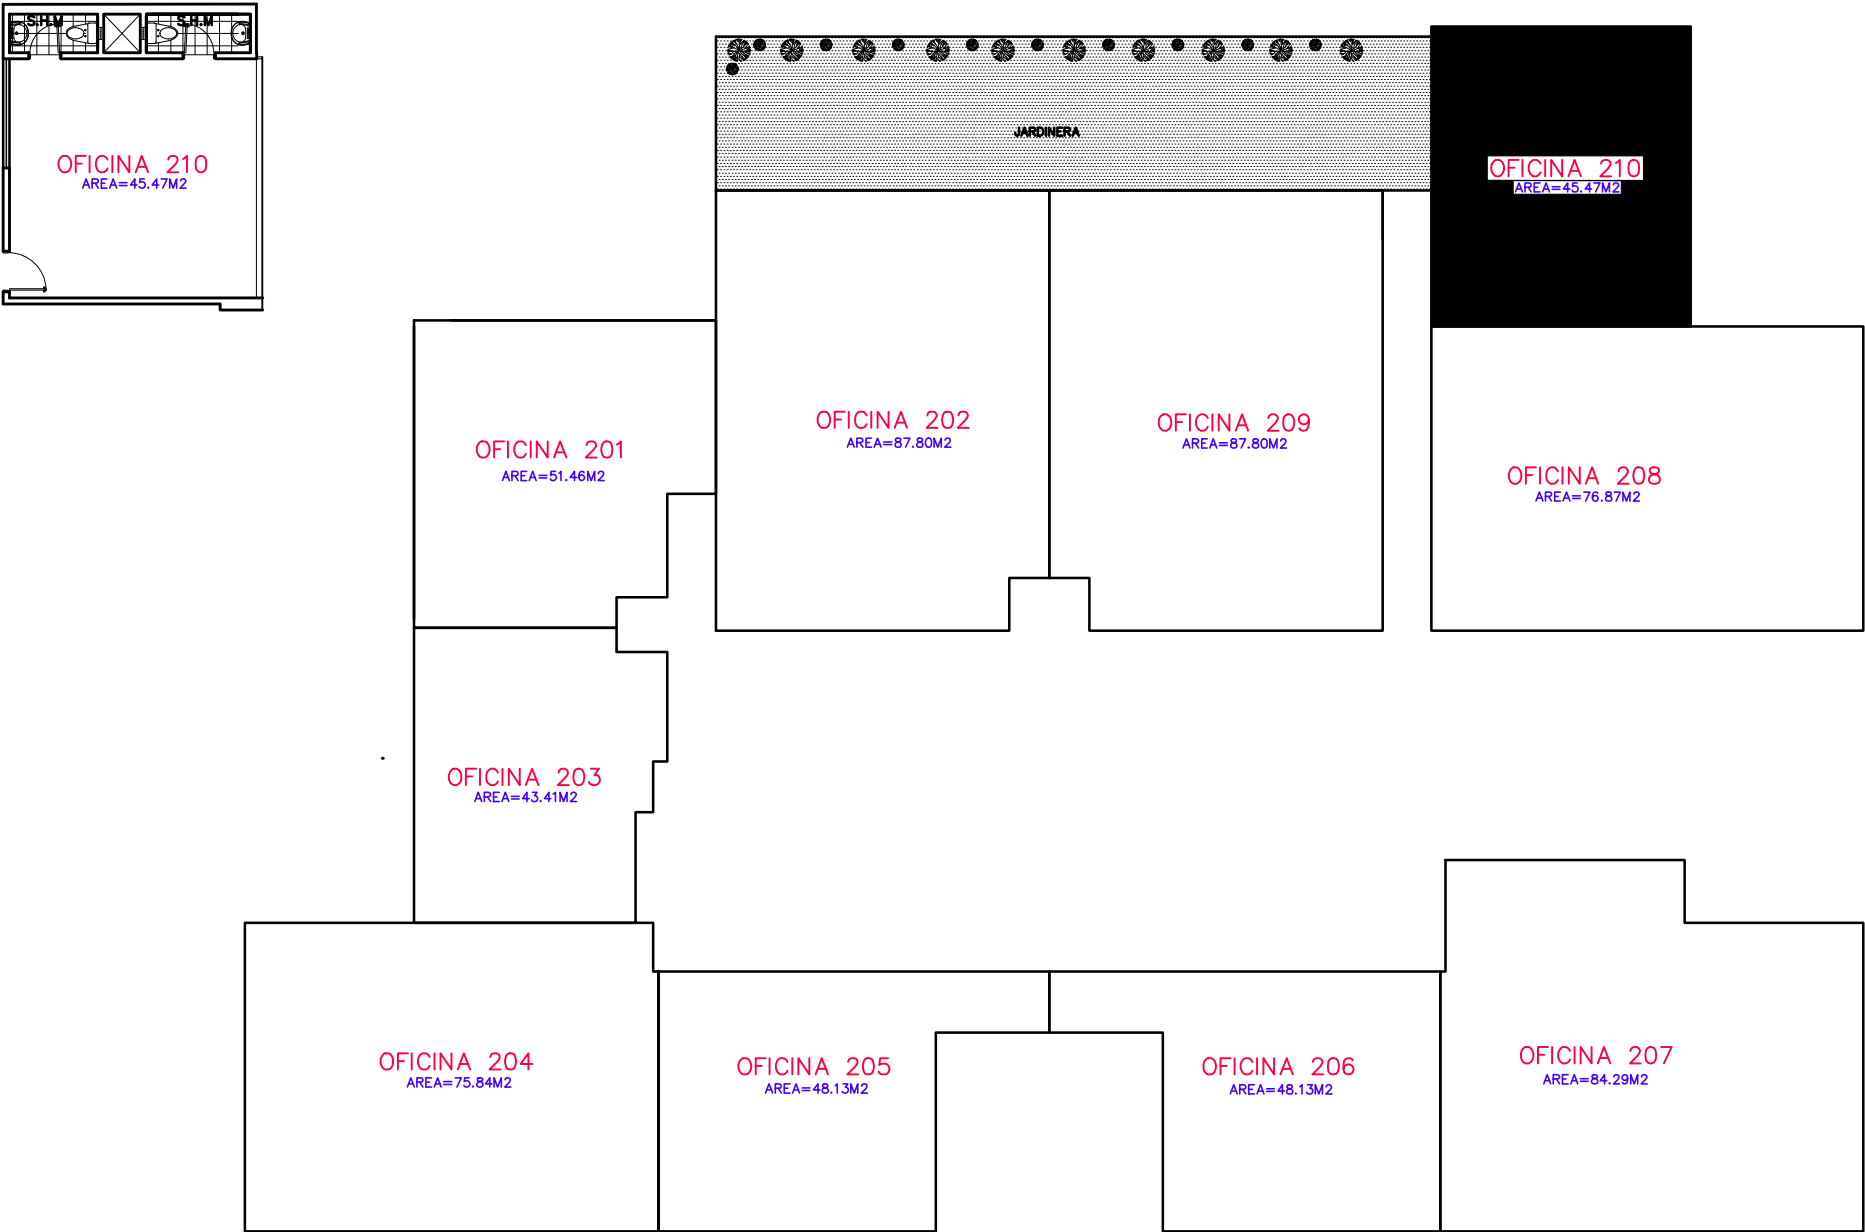 S.H.M
S.H.M
OFICINA 210
AREA=45.47M2
JARDINERA
OFICINA 210
AREA=45.47M2
OFICINA 201
AREA=51.46M2
OFICINA 202
AREA=87.80M2
OFICINA 209
AREA=87.80M2
OFICINA 208
AREA=76.87M2
OFICINA 203
AREA=43.41M2
OFICINA 204
AREA=75.84M2
OFICINA 205
AREA=48.13M2
OFICINA 206
AREA=48.13M2
OFICINA 207
AREA=84.29M2